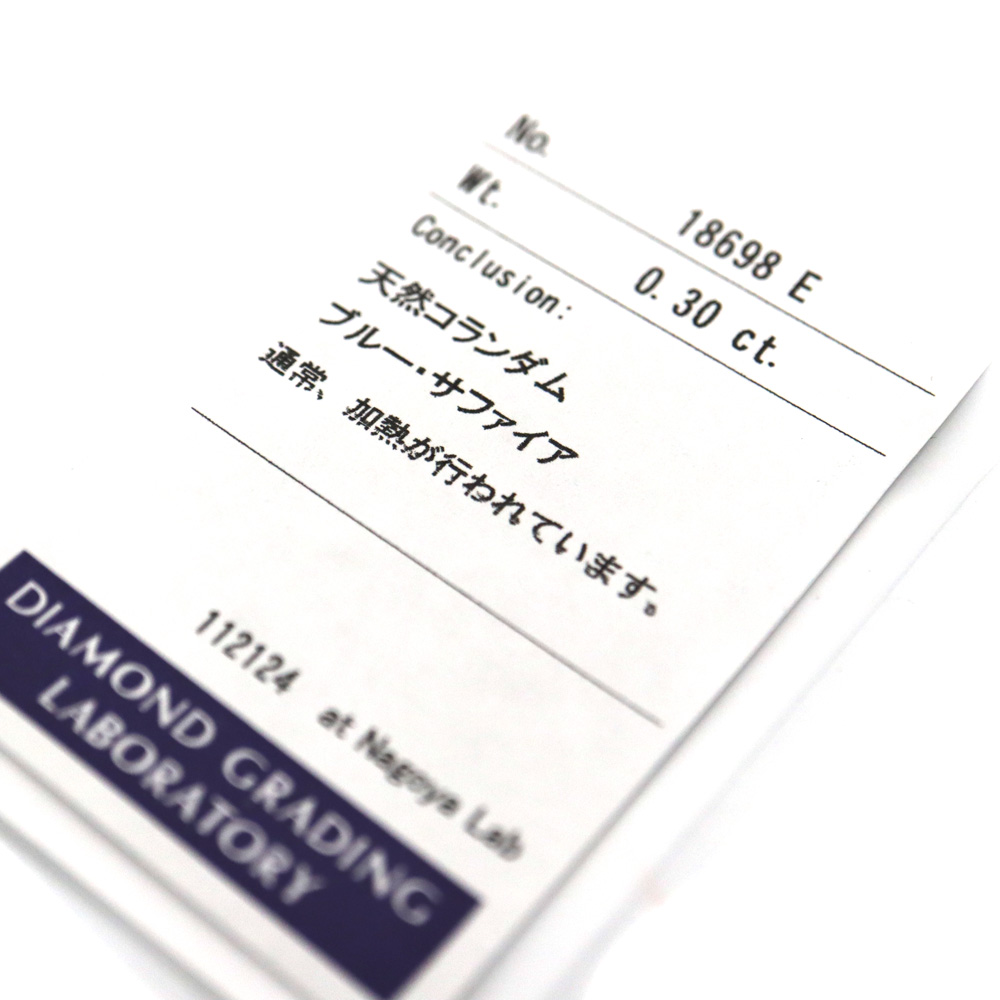 No. 18698 E
Wt. 0.30 ct.
Conclusion:
天然コランダム
ブルー・サファイア
通常、加熱が行われています。
112124 at Nagoya Lab
DIAMOND GRADING
LABORATORY